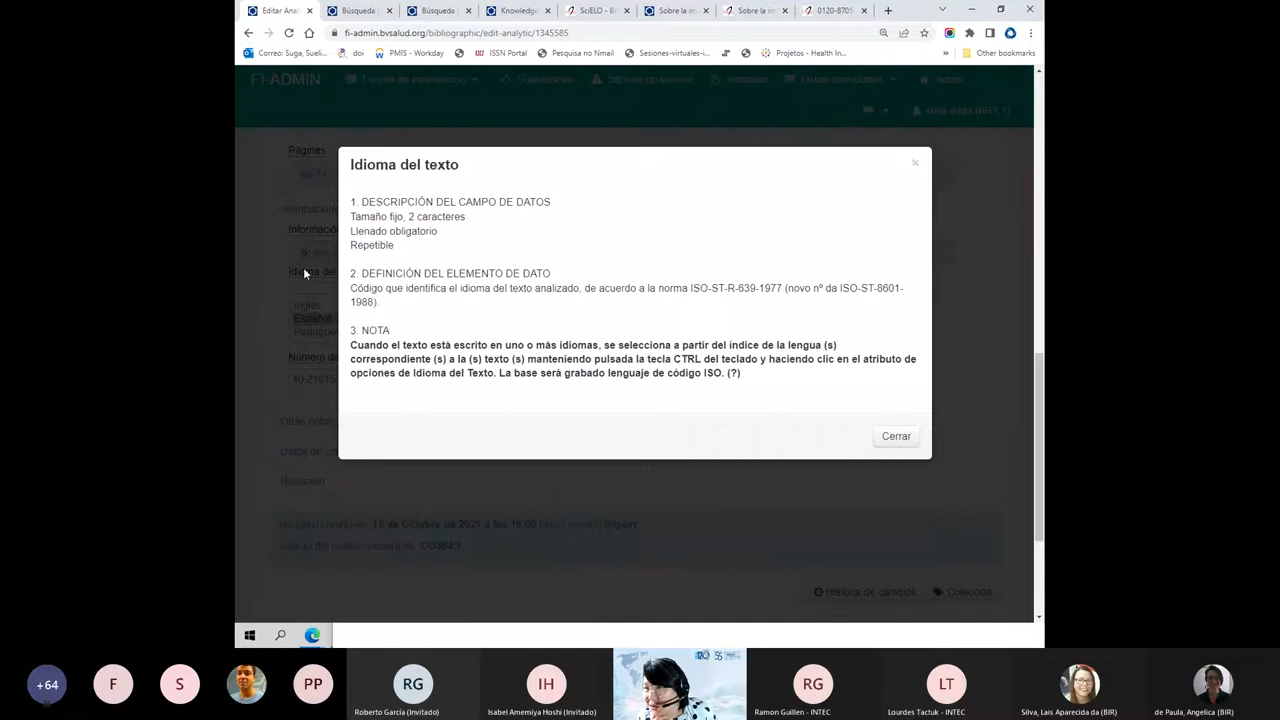 Editar Anal
Búsqueda
Búsqueda p
Knowledge
SciELO - B
Sobre la im
Sobre la im
0120-8705
fi-admin.bvsalud.org/bibliographic/edit-analytic/1345585
Correo: Suga, Sueli...
doi
PMIS - Workday
ISSN Portal
Pesquisa no Nmail
Sesiones-virtuales-i...
Projetos - Health In...
Other bookmarks
FI-ADMIN
Admin
Páginas
Idioma del texto
1. DESCRIPCIÓN DEL CAMPO DE DATOS
Tamaño fijo, 2 caracteres
Llenado obligatorio
Repetible
2. DEFINICIÓN DEL ELEMENTO DE DATO
Código que identifica el idioma del texto analizado, de acuerdo a la norma ISO-ST-R-639-1977 (novo nº da ISO-ST-8601-
1988).
3. NOTA
Cuando el texto está escrito en uno o más idiomas, se selecciona a partir del índice de la lengua (s)
correspondiente (s) a la (s) texto (s) manteniendo pulsada la tecla CTRL del teclado y haciendo clic en el atributo de
opciones de Idioma del Texto. La base será grabado lenguaje de código ISO. (?)
Cerrar
Inglés
Español
Resumen
Historia de cambios
Colección
+64
F
S
PP
RG
IH
RG
LT
Roberto García (Invitado)
Isabel Amemiya Hoshi (Invitado)
Ramon Guillen - INTEC
Lourdes Tactuk - INTEC
Silva, Lais Aparecida da (BIR)
de Paula, Angelica (BIR)